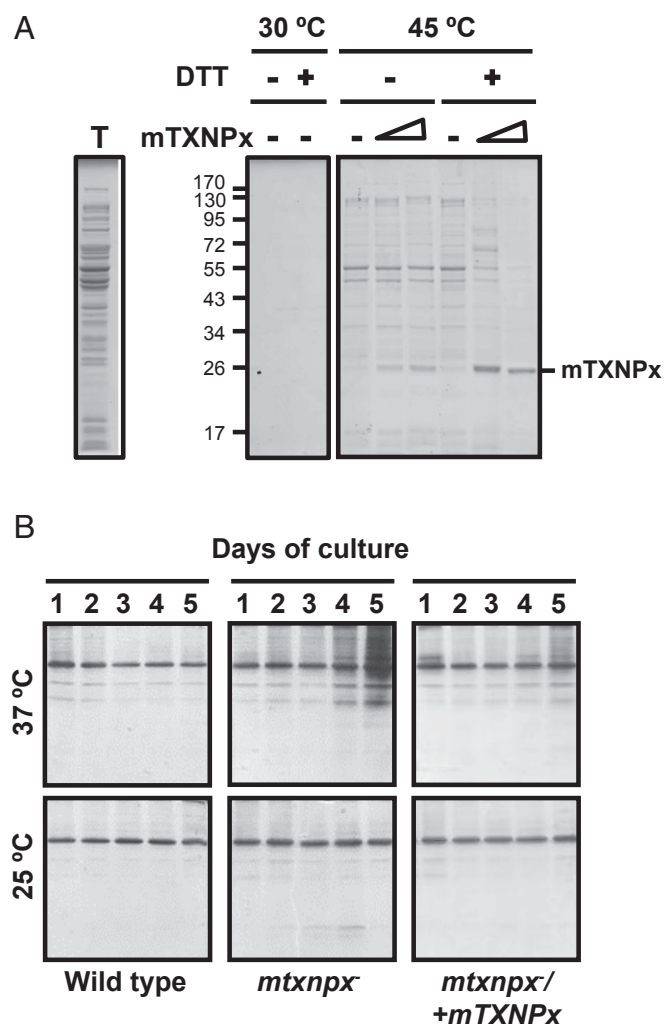 A
30 ºC 45 ºC
DTT - + - +
T mTXNPx - - - -
170
130
95
72
55
43
34
26
17
mTXNPx
B
Days of culture
1 2 3 4 5 1 2 3 4 5 1 2 3 4 5
37 ºC
25 ºC
Wild type mtxnpx- mtxnpx-/
+mTXNPx